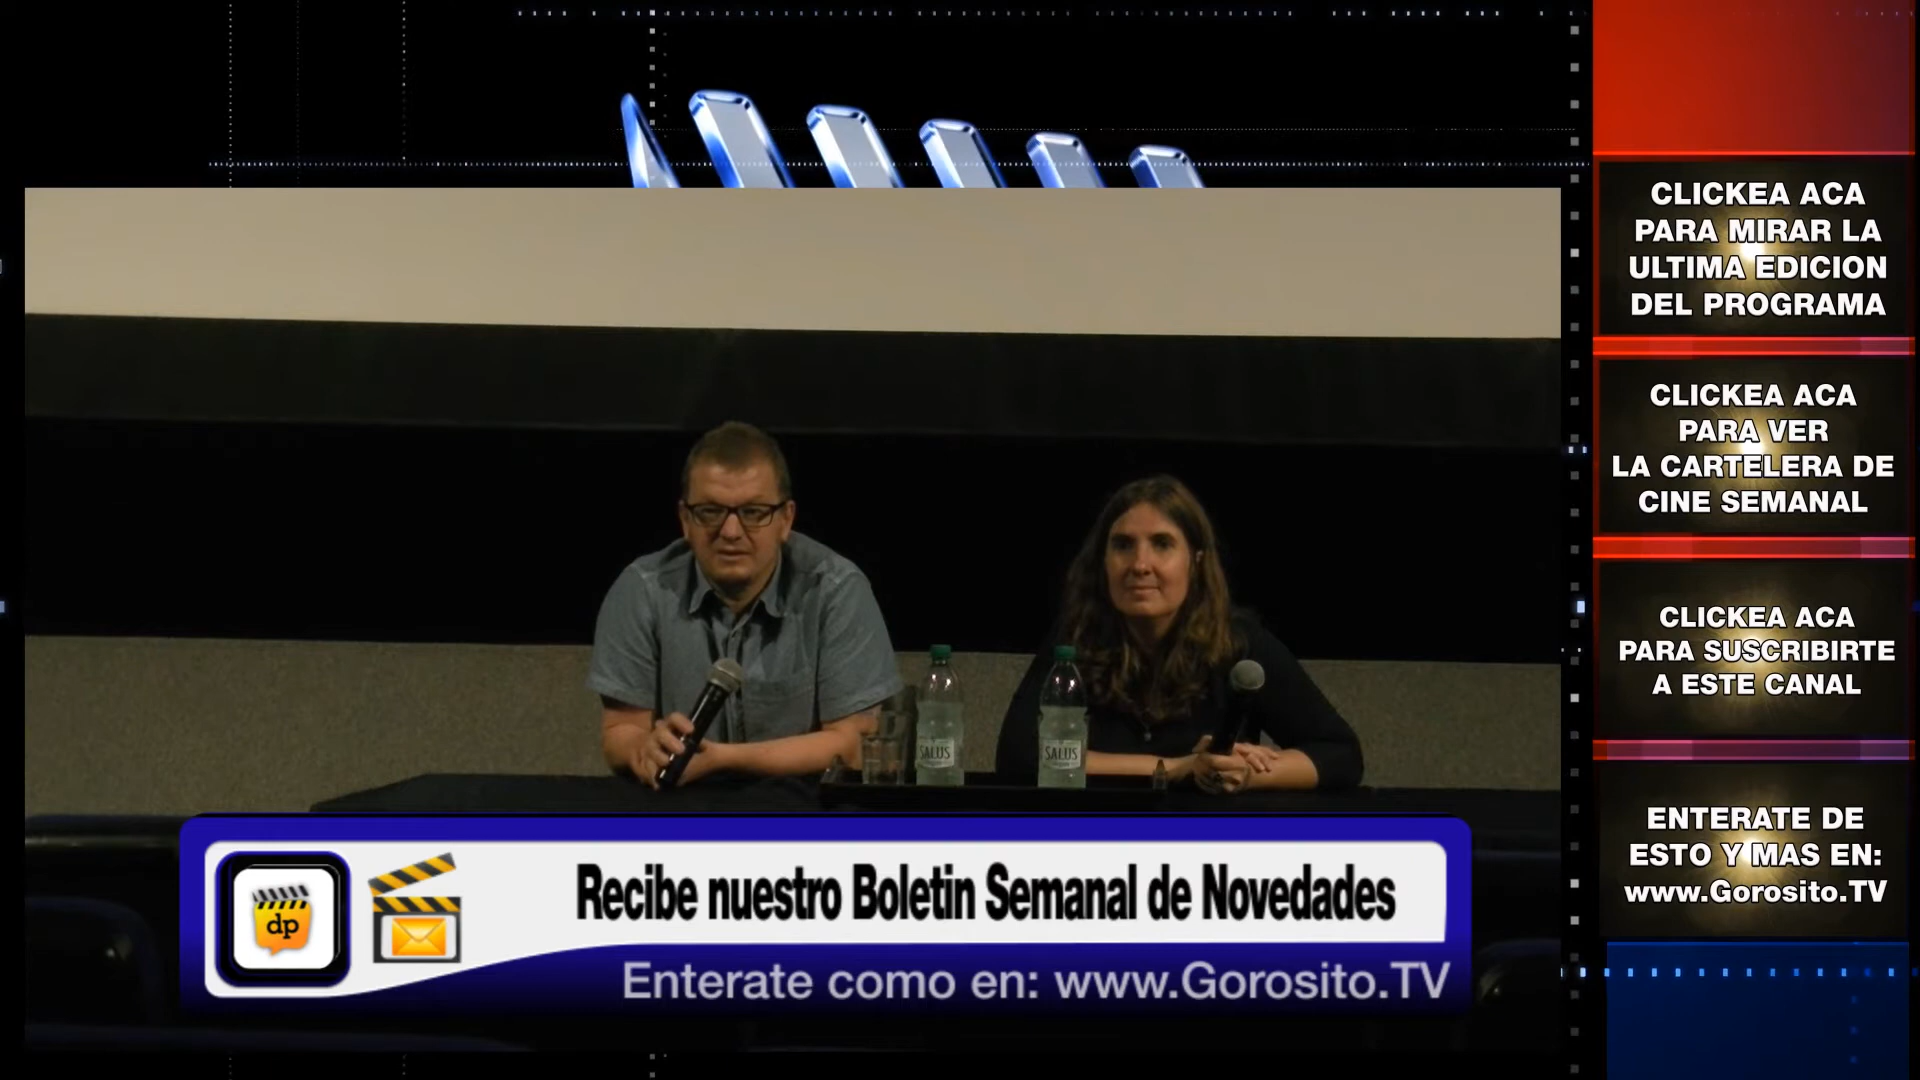 CLICKEA ACA
PARA MIRAR LA
ULTIMA EDICION
DEL PROGRAMA
CLICKEA ACA
PARA VER
LA CARTELERA DE
CINE SEMANAL
CLICKEA ACA
PARA SUSCRIBIRTE
A ESTE CANAL
ENTERATE DE
ESTO Y MAS EN:
www.Gorosito.TV
SALUS
SALUS
dp
Recibe nuestro Boletin Semanal de Novedades
Enterate como en: www.Gorosito.TV